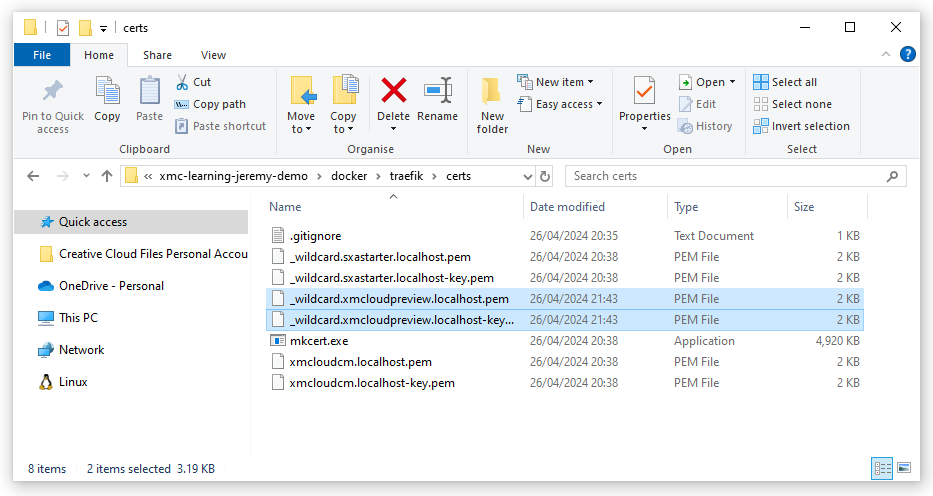 certs
File Home Share View
Pin to Quick access
Copy
Paste
Cut
Copy path
Paste shortcut
Clipboard
Move to
Copy to
Delete
Rename
Organise
New folder
New item
Easy access
New
Properties
Open
Edit
History
Open
Select all
Select none
Invert selection
Select
« xmc-learning-jeremy-demo > docker > traefik > certs
Search certs
Quick access
Creative Cloud Files Personal Accou
OneDrive - Personal
This PC
Network
Linux
Name Date modified Type Size
.gitignore 26/04/2024 20:35 Text Document 1 KB
_wildcard.sxastarter.localhost.pem 26/04/2024 20:38 PEM File 2 KB
_wildcard.sxastarter.localhost-key.pem 26/04/2024 20:38 PEM File 2 KB
_wildcard.xmcloudpreview.localhost.pem 26/04/2024 21:43 PEM File 2 KB
_wildcard.xmcloudpreview.localhost-key... 26/04/2024 21:43 PEM File 2 KB
mkcert.exe 26/04/2024 20:38 Application 4,920 KB
xmcloudcm.localhost.pem 26/04/2024 20:38 PEM File 2 KB
xmcloudcm.localhost-key.pem 26/04/2024 20:38 PEM File 2 KB
8 items 2 items selected 3.19 KB